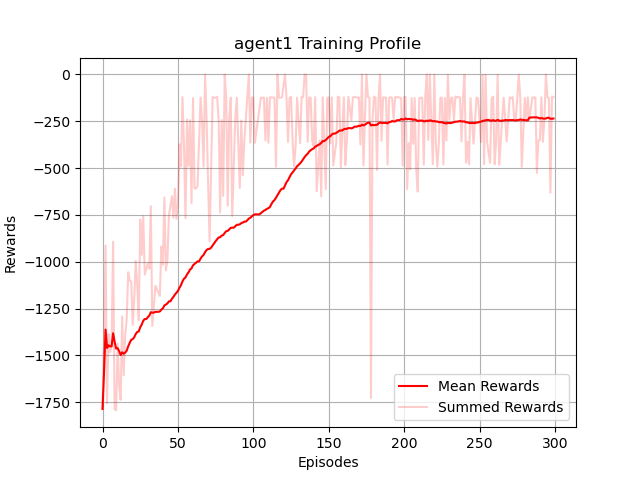 agent1 Training Profile
0
−250
−500
−750
−1000
−1250
−1500
−1750
Rewards
Mean Rewards
Summed Rewards
0 50 100 150 200 250 300
Episodes